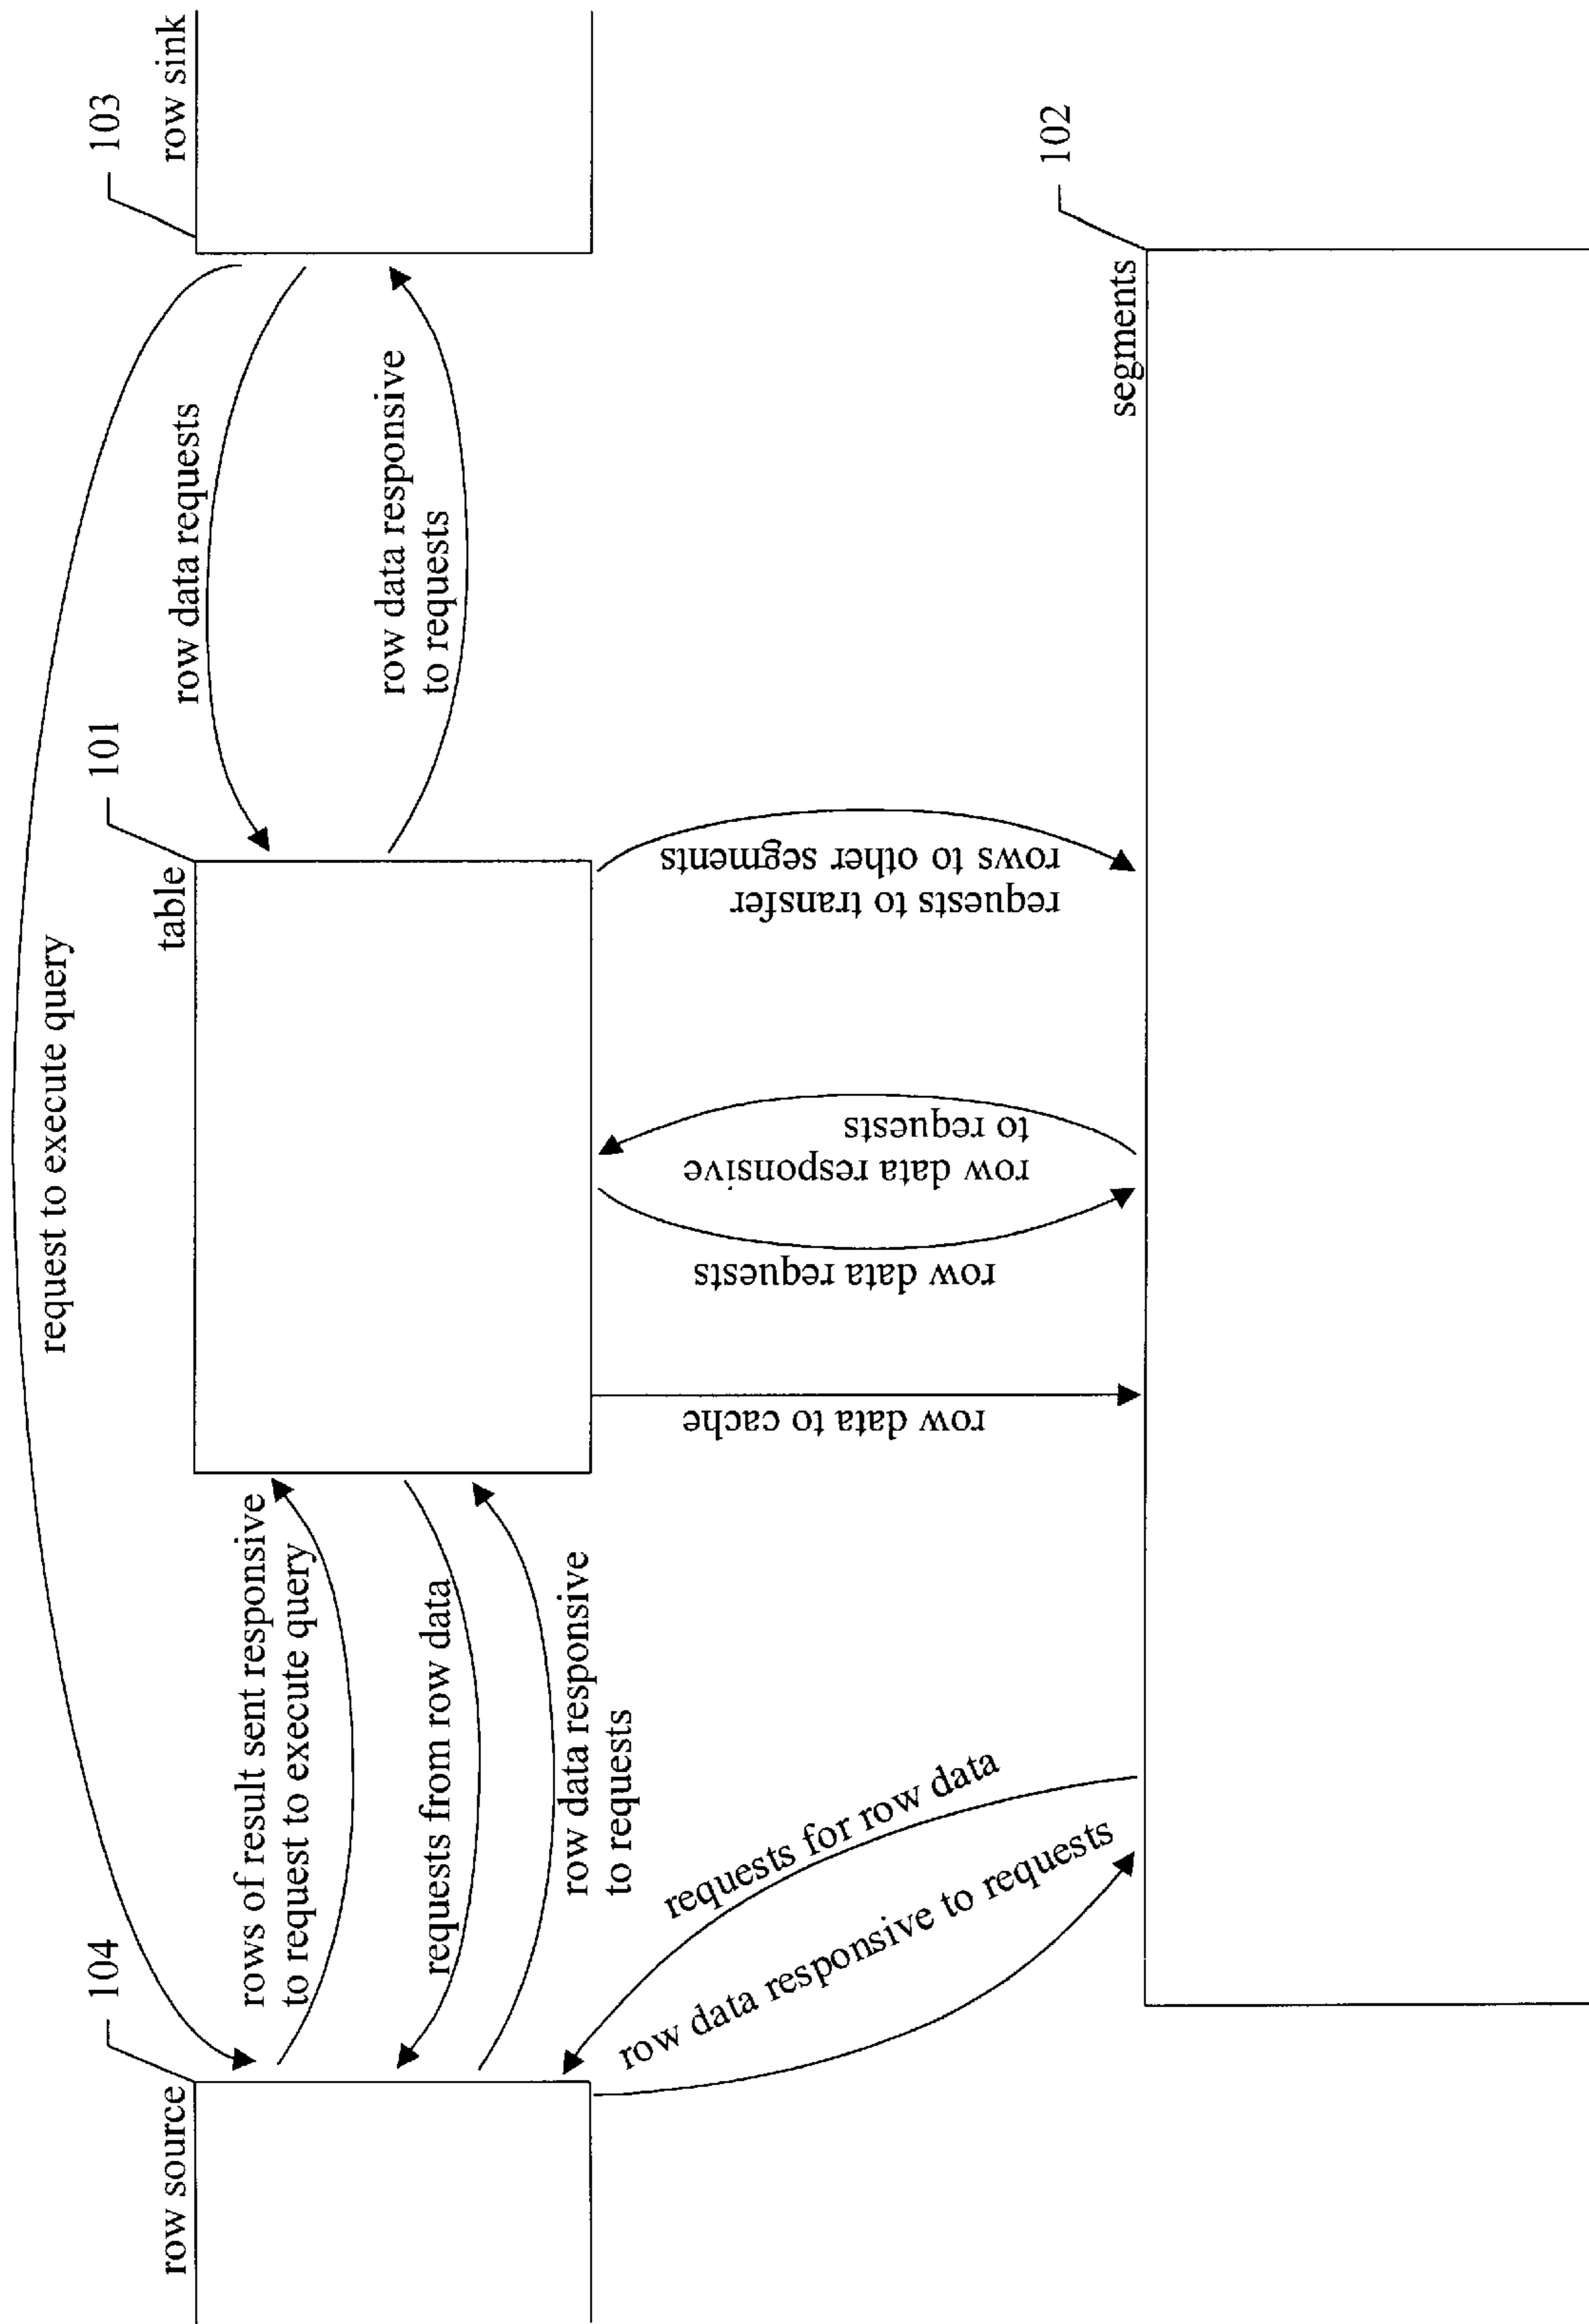 request to execute query
104
101
103
row source
table
row sink
rows of result sent responsive
to request to execute query
requests from row data
row data responsive
to requests
row data requests
row data responsive
to requests
requests for row data
row data responsive to requests
row data to cache
row data requests
row data responsive
to requests
requests to transfer
rows to other segments
102
segments